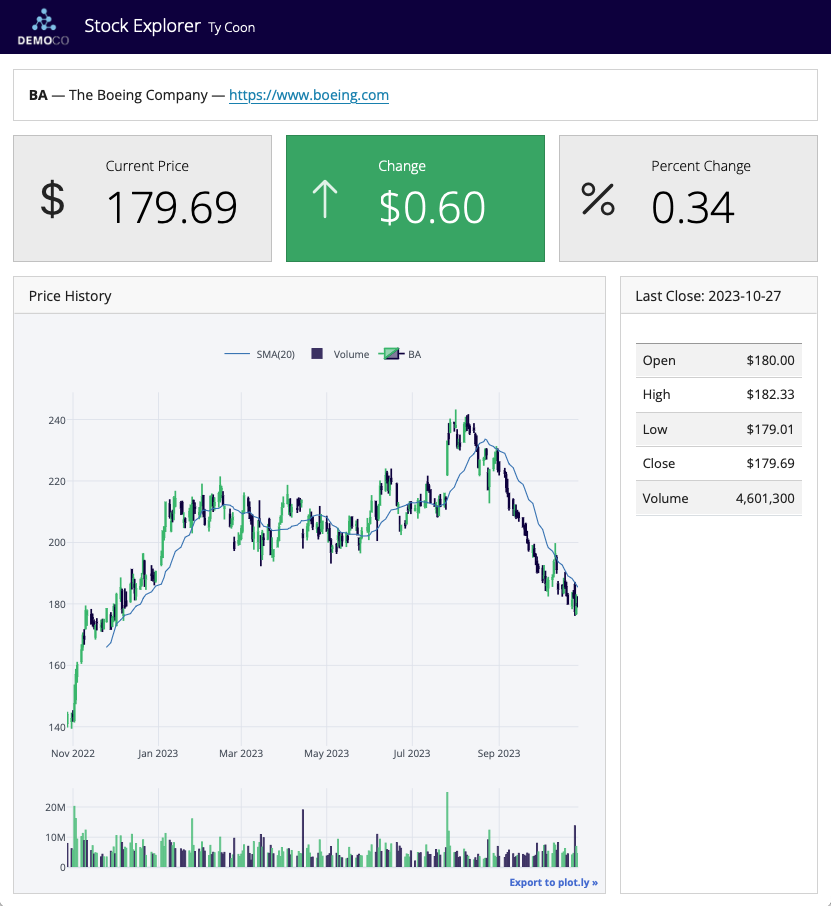 DEMOCO
Stock Explorer Ty Coon
BA — The Boeing Company — https://www.boeing.com
$
Current Price
179.69
Change
$0.60
%
Percent Change
0.34
Price History
SMA(20) Volume BA
240
220
200
180
160
140
Nov 2022 Jan 2023 Mar 2023 May 2023 Jul 2023 Sep 2023
20M
10M
0
Export to plot.ly »
Last Close: 2023-10-27
Open $180.00
High $182.33
Low $179.01
Close $179.69
Volume 4,601,300